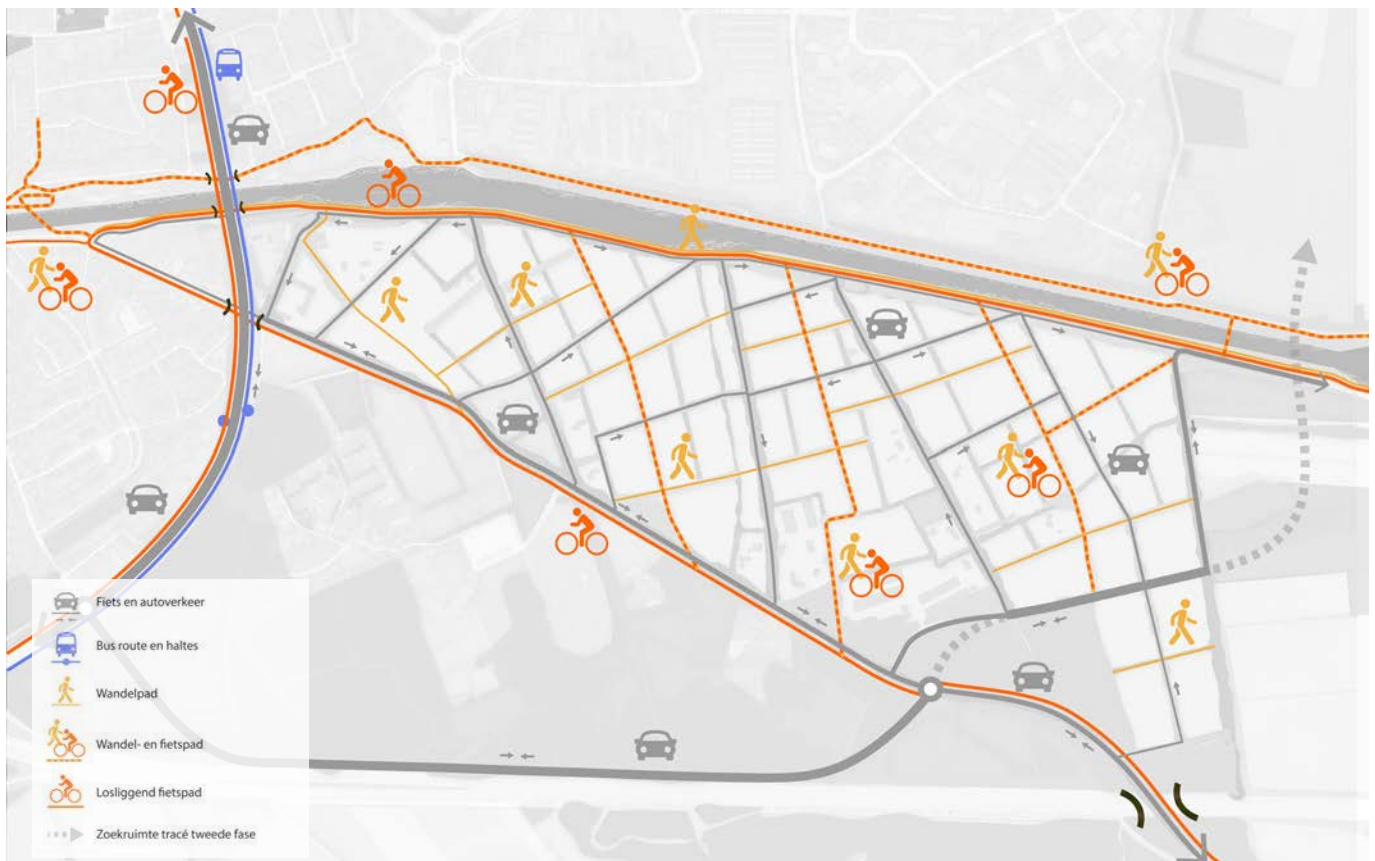 Fiets en autoverkeer
Bus route en haltes
Wandelpad
Wandel- en fietspad
Losliggend fietspad
Zoekruimte tracé tweede fase